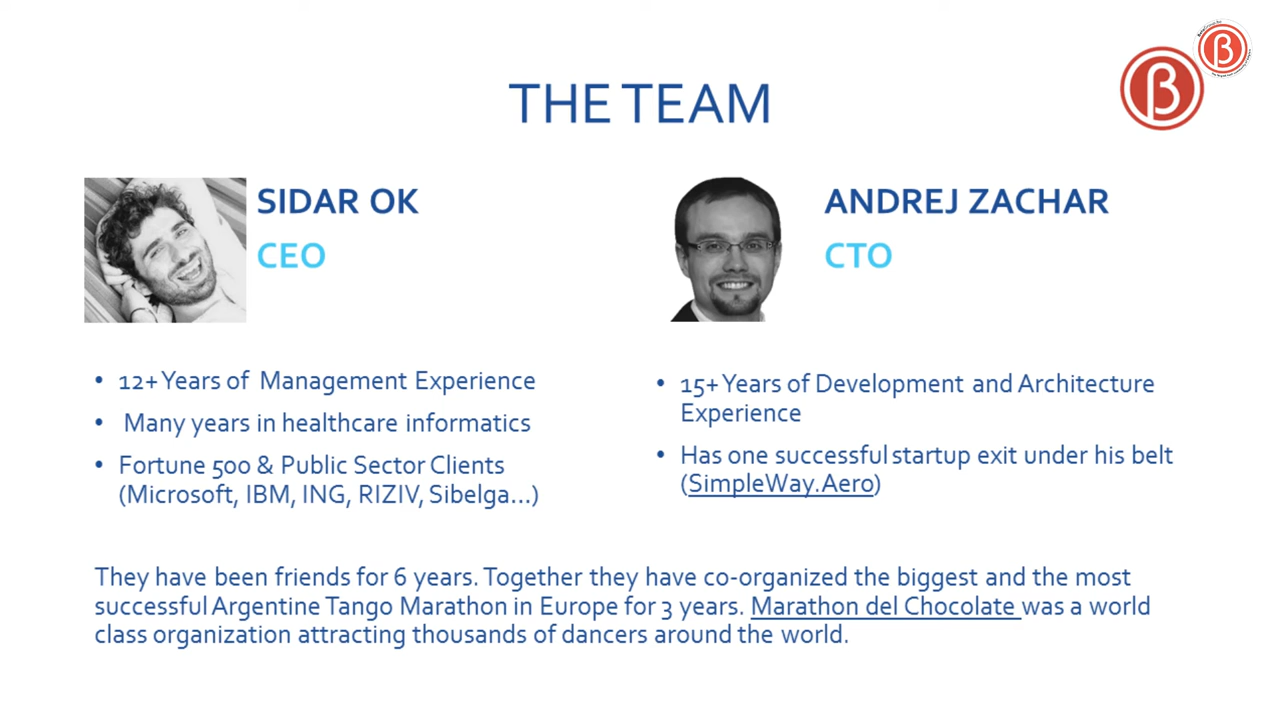 THE TEAM
β
β
SIDAR OK
CEO
ANDREJ ZACHAR
CTO
• 12+ Years of Management Experience
• Many years in healthcare informatics
• Fortune 500 & Public Sector Clients
(Microsoft, IBM, ING, RIZIV, Sibelga...)
• 15+ Years of Development and Architecture
Experience
• Has one successful startup exit under his belt
(SimpleWay.Aero)
They have been friends for 6 years. Together they have co-organized the biggest and the most
successful Argentine Tango Marathon in Europe for 3 years. Marathon del Chocolate was a world
class organization attracting thousands of dancers around the world.